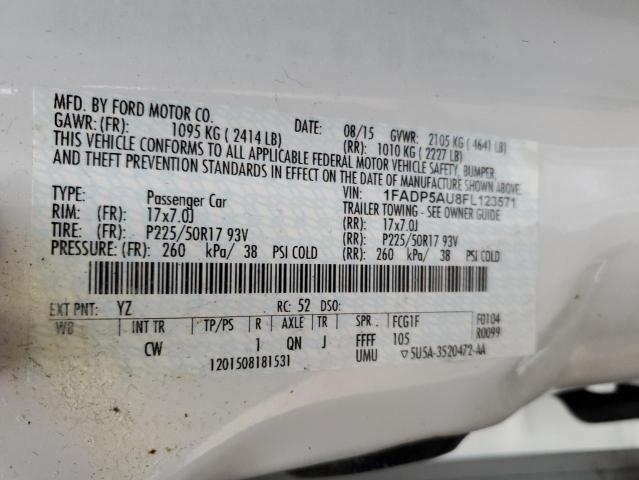 MFD. BY FORD MOTOR CO.
DATE: 08/15 GVWR: 2105 KG (4641 LB)
GAWR: (FR): 1095 KG (2414 LB) (RR): 1010 KG (2227 LB)
THIS VEHICLE CONFORMS TO ALL APPLICABLE FEDERAL MOTOR VEHICLE SAFETY, BUMPER,
AND THEFT PREVENTION STANDARDS IN EFFECT ON THE DATE OF MANUFACTURE SHOWN ABOVE.
VIN: 1FADP5AU8FL123571
TYPE: Passenger Car TRAILER TOWING - SEE OWNER GUIDE
RIM: (FR): 17x7.0J (RR): 17x7.0J
TIRE: (FR): P225/50R17 93V (RR): P225/50R17 93V
PRESSURE: (FR): 260 kPa/ 38 PSI COLD (RR): 260 kPa/ 38 PSI COLD
EXT PNT: YZ RC: 52 DSO:
WB INT TR TP/PS R AXLE TR SPR FCG1F F0104
CW 1 QN J FFFF 105 R0099
1201508181531 UMU ▽5U5A-3520472-AA